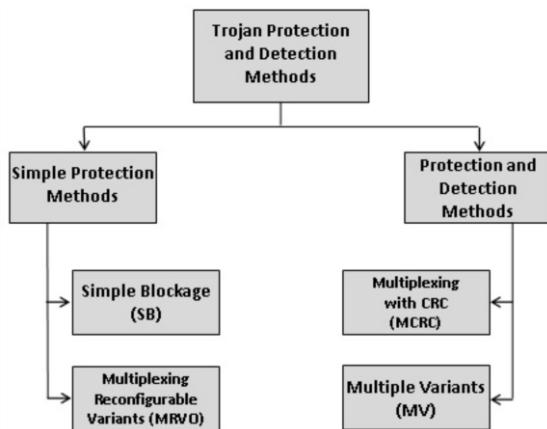 Trojan Protection
and Detection
Methods
Simple Protection
Methods
Protection and
Detection
Methods
Simple Blockage
(SB)
Multiplexing
with CRC
(MCRC)
Multiplexing
Reconfigurable
Variants (MRVO)
Multiple Variants
(MV)